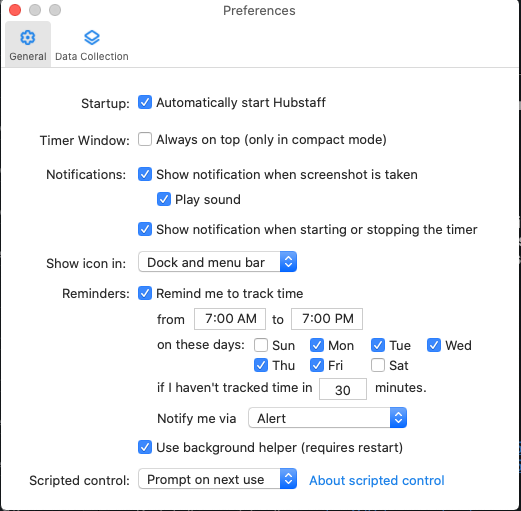 Preferences
General Data Collection
Startup: Automatically start Hubstaff
Timer Window: Always on top (only in compact mode)
Notifications: Show notification when screenshot is taken
Play sound
Show notification when starting or stopping the timer
Show icon in: Dock and menu bar
Reminders: Remind me to track time
from 7:00 AM to 7:00 PM
on these days: Sun Mon Tue Wed
Thu Fri Sat
if I haven't tracked time in 30 minutes.
Notify me via Alert
Use background helper (requires restart)
Scripted control: Prompt on next use About scripted control